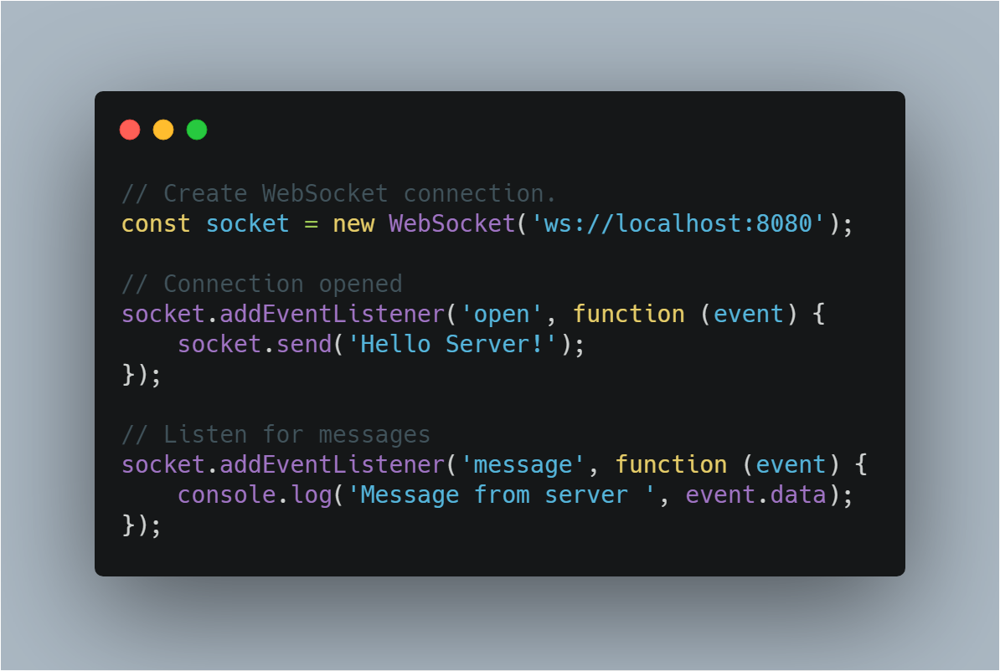 // Create WebSocket connection.
const socket = new WebSocket('ws://localhost:8080');
// Connection opened
socket.addEventListener('open', function (event) {
    socket.send('Hello Server!');
});
// Listen for messages
socket.addEventListener('message', function (event) {
    console.log('Message from server ', event.data);
});